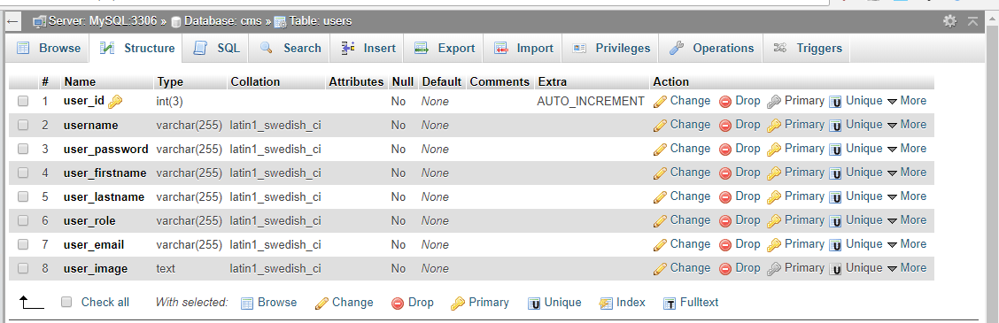 Server: MySQL:3306 » Database: cms » Table: users
Browse Structure SQL Search Insert Export Import Privileges Operations Triggers
# Name Type Collation Attributes Null Default Comments Extra Action
1 user_id int(3) No None AUTO_INCREMENT Change Drop Primary Unique More
2 username varchar(255) latin1_swedish_ci No None Change Drop Primary Unique More
3 user_password varchar(255) latin1_swedish_ci No None Change Drop Primary Unique More
4 user_firstname varchar(255) latin1_swedish_ci No None Change Drop Primary Unique More
5 user_lastname varchar(255) latin1_swedish_ci No None Change Drop Primary Unique More
6 user_role varchar(255) latin1_swedish_ci No None Change Drop Primary Unique More
7 user_email varchar(255) latin1_swedish_ci No None Change Drop Primary Unique More
8 user_image text latin1_swedish_ci No None Change Drop Primary Unique More
Check all With selected: Browse Change Drop Primary Unique Index Fulltext